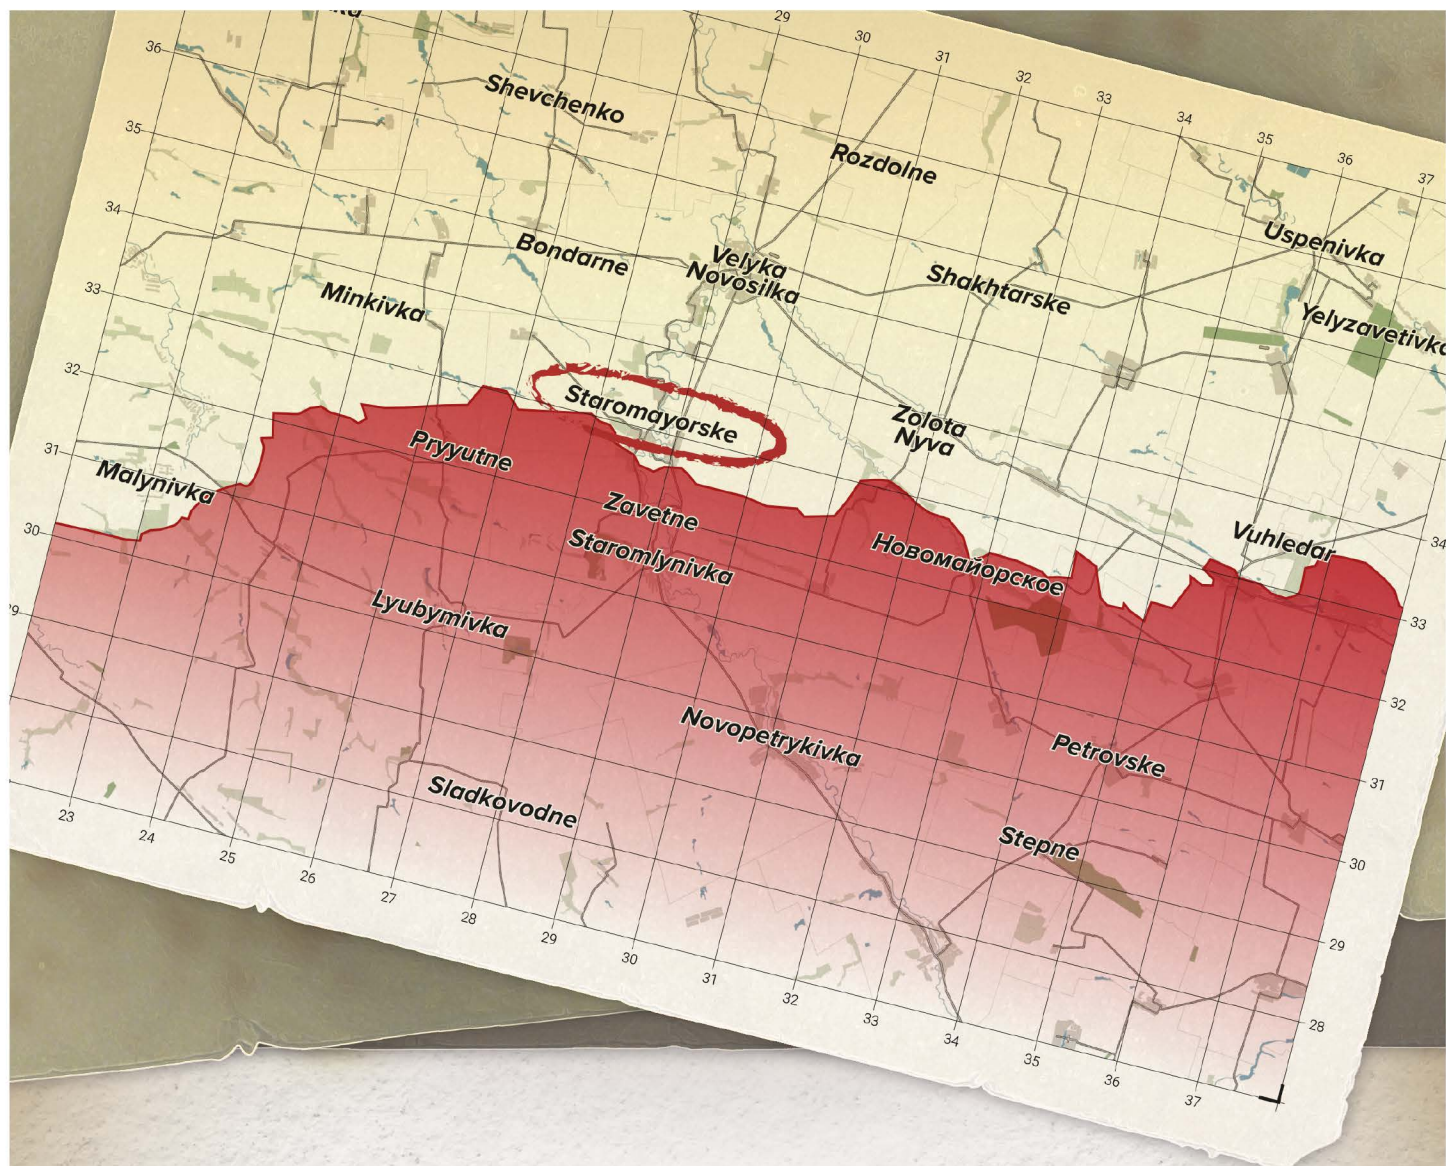 29
30
31
32
33
34
35
36
37
36
35
34
33
32
31
30
Shevchenko
Rozdolne
Uspenivka
Bondarne
Velyka
Novosilka
Shakhtarske
Minkivka
Yelyzavetivka
Staromayorske
Zolota
Nyva
Pryyutne
Malynivka
Zavetne
Staromlynivka
Новомайорское
Vuhledar
Lyubymivka
Novopetrykivka
Petrovske
Sladkovodne
Stepne
34
33
32
31
30
29
28
23
24
25
26
27
28
29
30
31
32
33
34
35
36
37